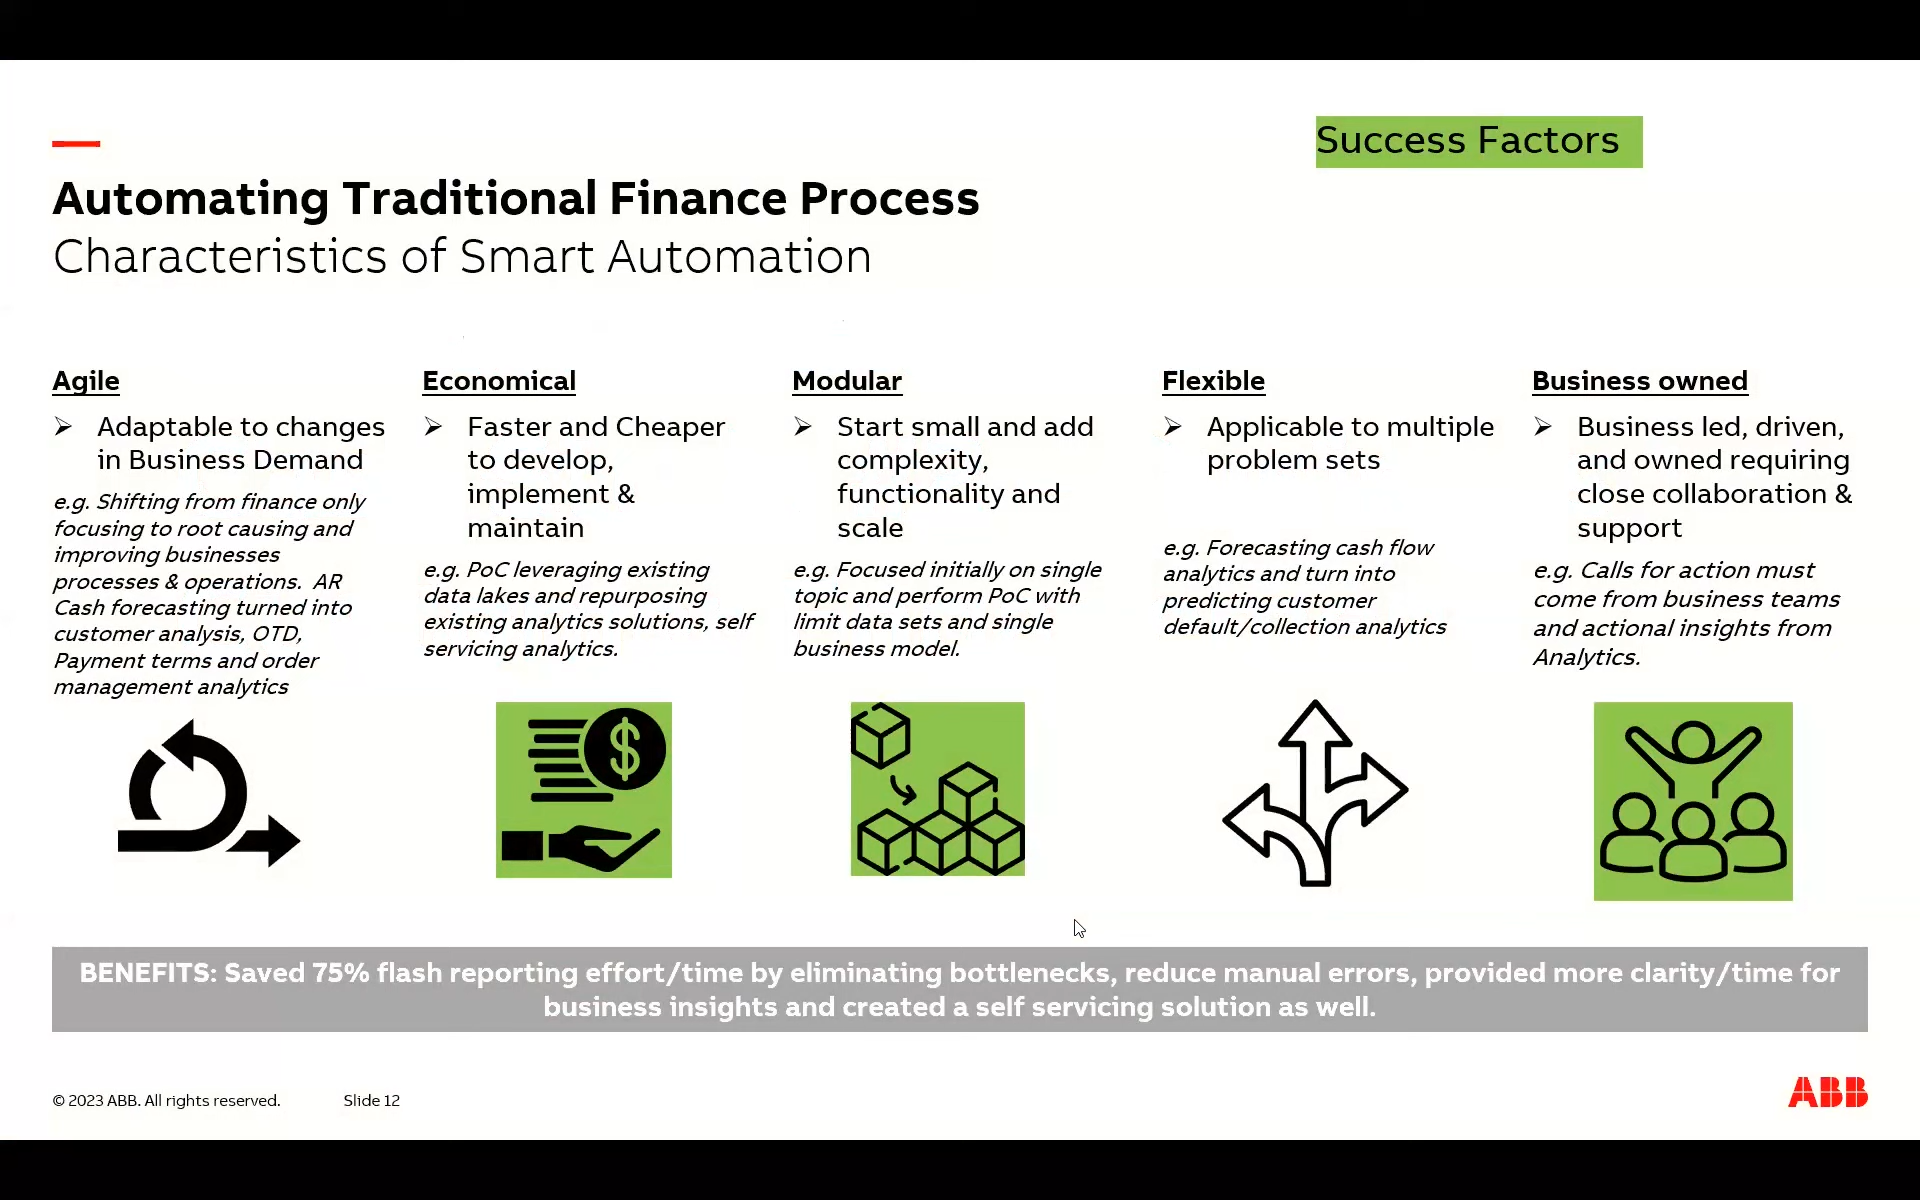 Success Factors
Automating Traditional Finance Process
Characteristics of Smart Automation
Agile
Adaptable to changes
in Business Demand
e.g. Shifting from finance only
focusing to root causing and
improving businesses
processes & operations.  AR
Cash forecasting turned into
customer analysis, OTD,
Payment terms and order
management analytics
Economical
Faster and Cheaper
to develop,
implement &
maintain
e.g. PoC leveraging existing
data lakes and repurposing
existing analytics solutions, self
servicing analytics.
Modular
Start small and add
complexity,
functionality and
scale
e.g. Focused initially on single
topic and perform PoC with
limit data sets and single
business model.
Flexible
Applicable to multiple
problem sets
e.g. Forecasting cash flow
analytics and turn into
predicting customer
default/collection analytics
Business owned
Business led, driven,
and owned requiring
close collaboration &
support
e.g. Calls for action must
come from business teams
and actional insights from
Analytics.
$
BENEFITS: Saved 75% flash reporting effort/time by eliminating bottlenecks, reduce manual errors, provided more clarity/time for
business insights and created a self servicing solution as well.
© 2023 ABB. All rights reserved.
Slide 12
ABB